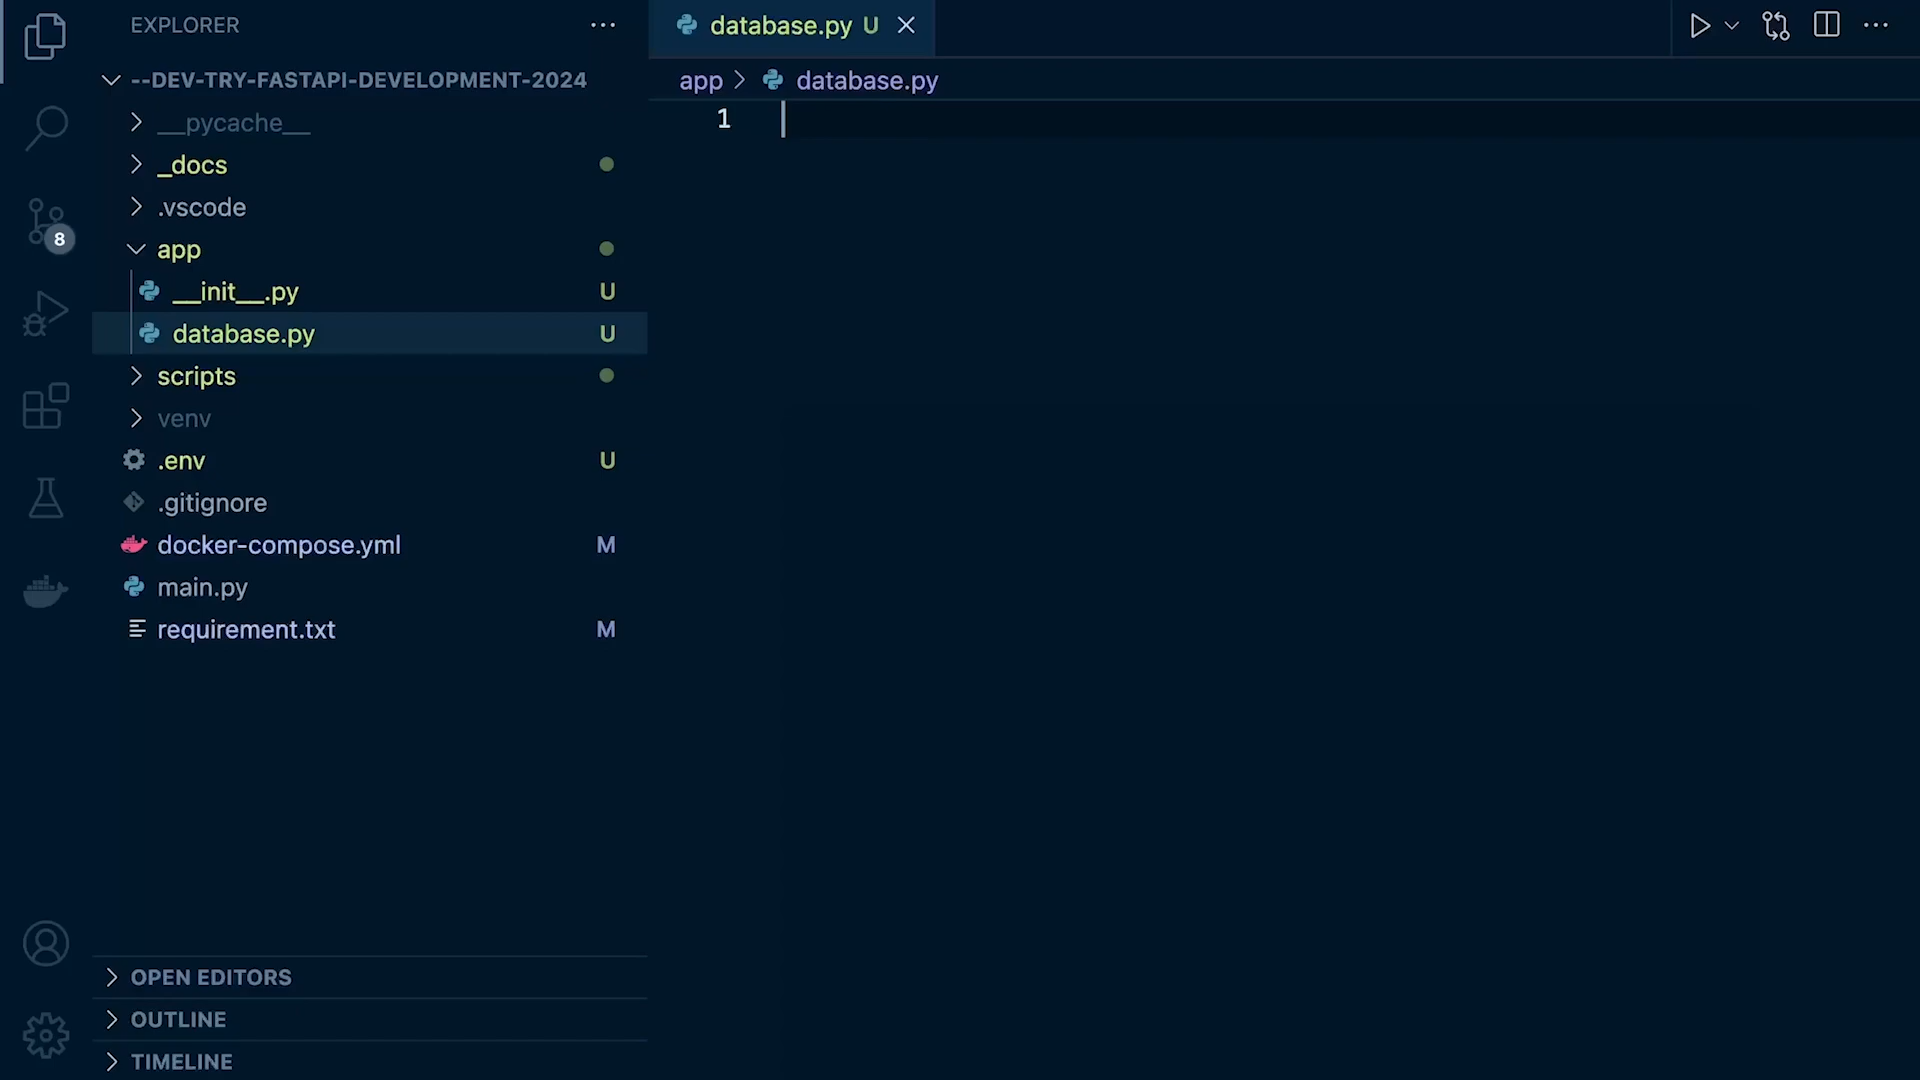 EXPLORER
--DEV-TRY-FASTAPI-DEVELOPMENT-2024
__pycache__
_docs
.vscode
8
app
__init__.py U
database.py U
scripts
venv
.env U
.gitignore
docker-compose.yml M
main.py
requirement.txt M
OPEN EDITORS
OUTLINE
TIMELINE
database.py U
app > database.py
1